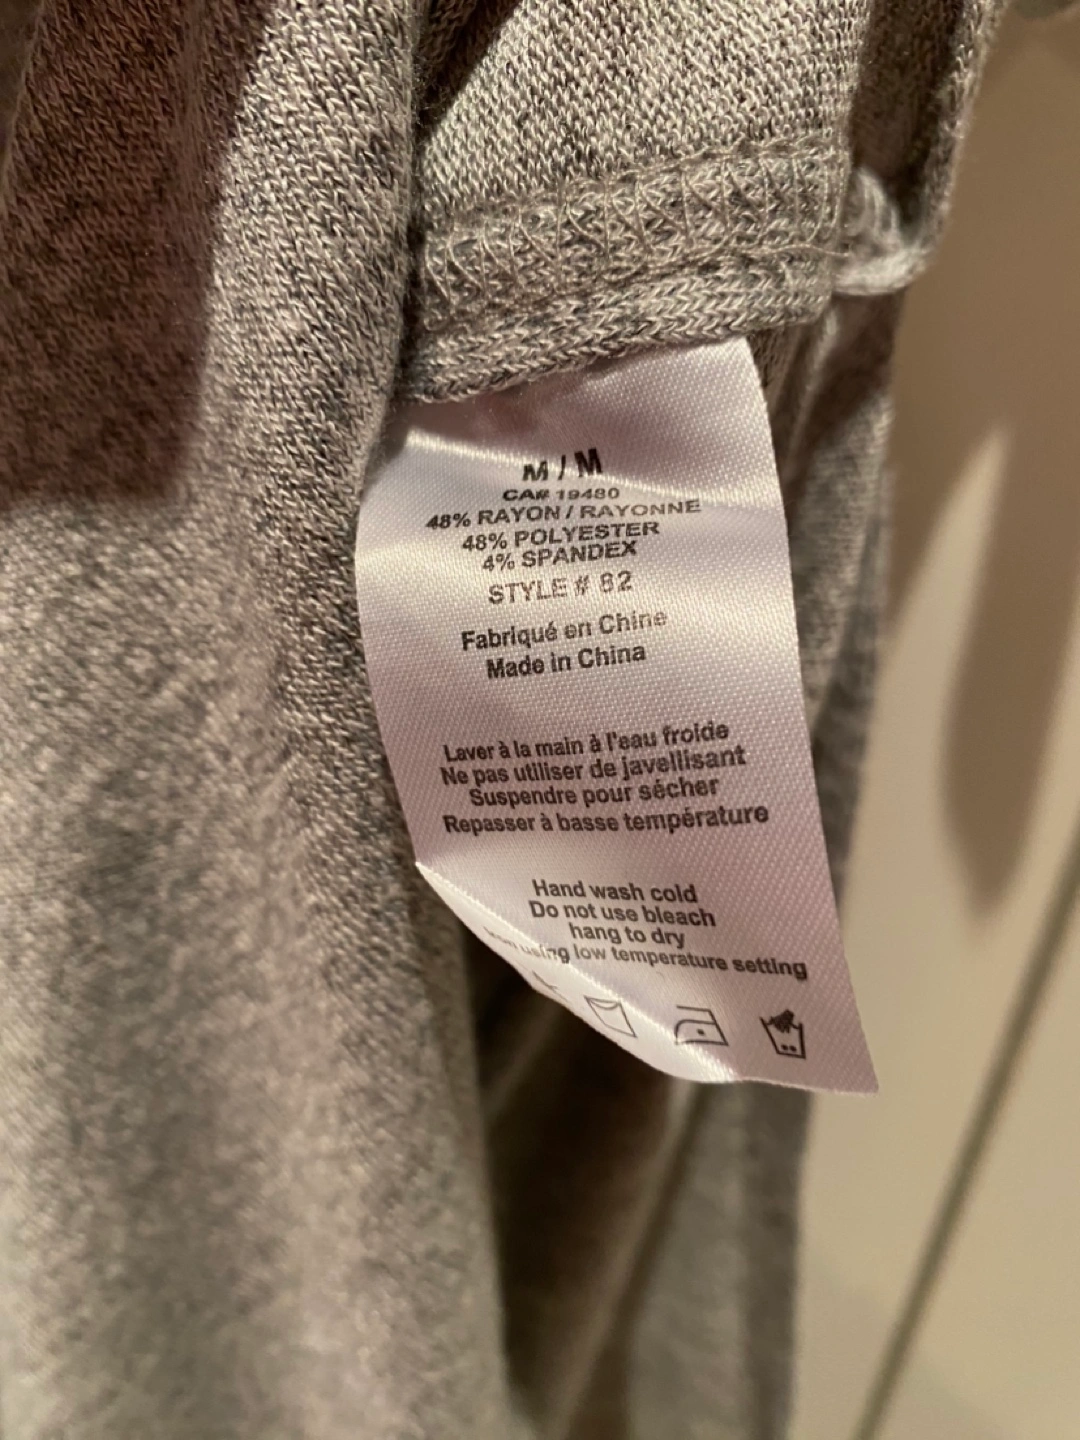 M / M
CA# 19480
48% RAYON / RAYONNE
48% POLYESTER
4% SPANDEX
STYLE # 82
Fabriqué en Chine
Made in China
Laver à la main à l'eau froide
Ne pas utiliser de javellisant
Suspendre pour sécher
Repasser à basse température
Hand wash cold
Do not use bleach
hang to dry
using low temperature setting